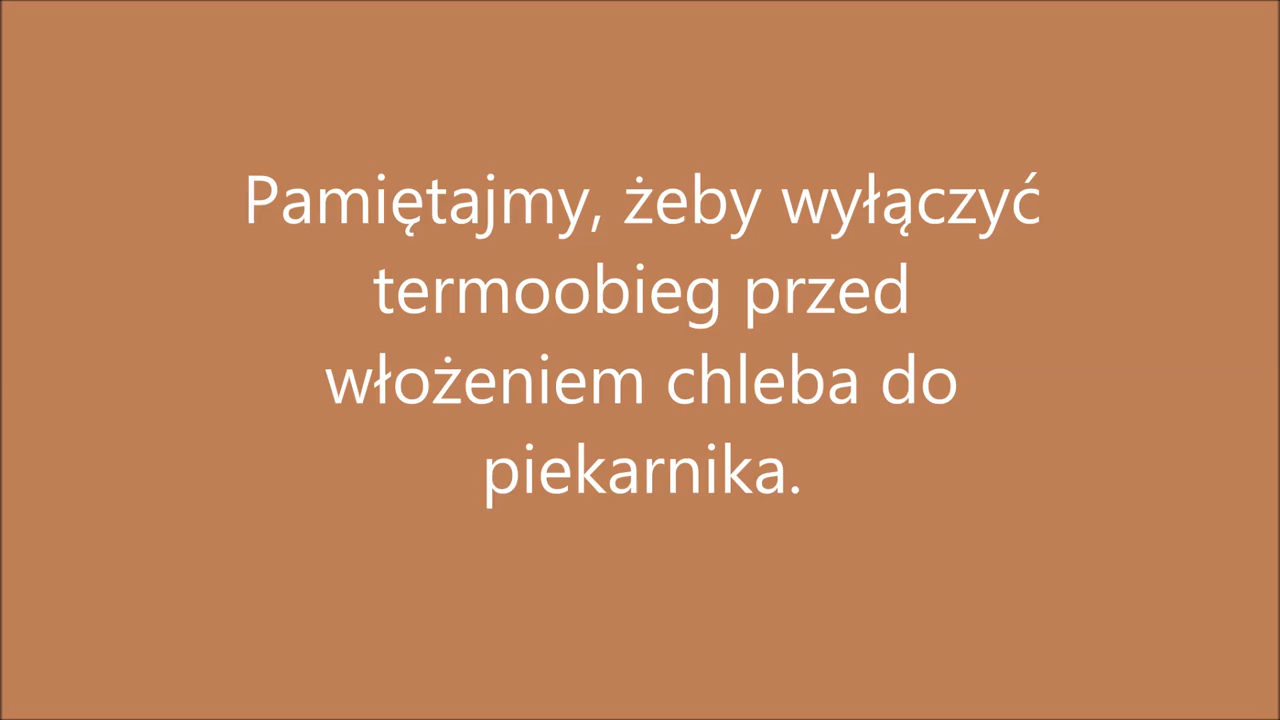 Pamiętajmy, żeby wyłączyć
termoobieg przed
włożeniem chleba do
piekarnika.